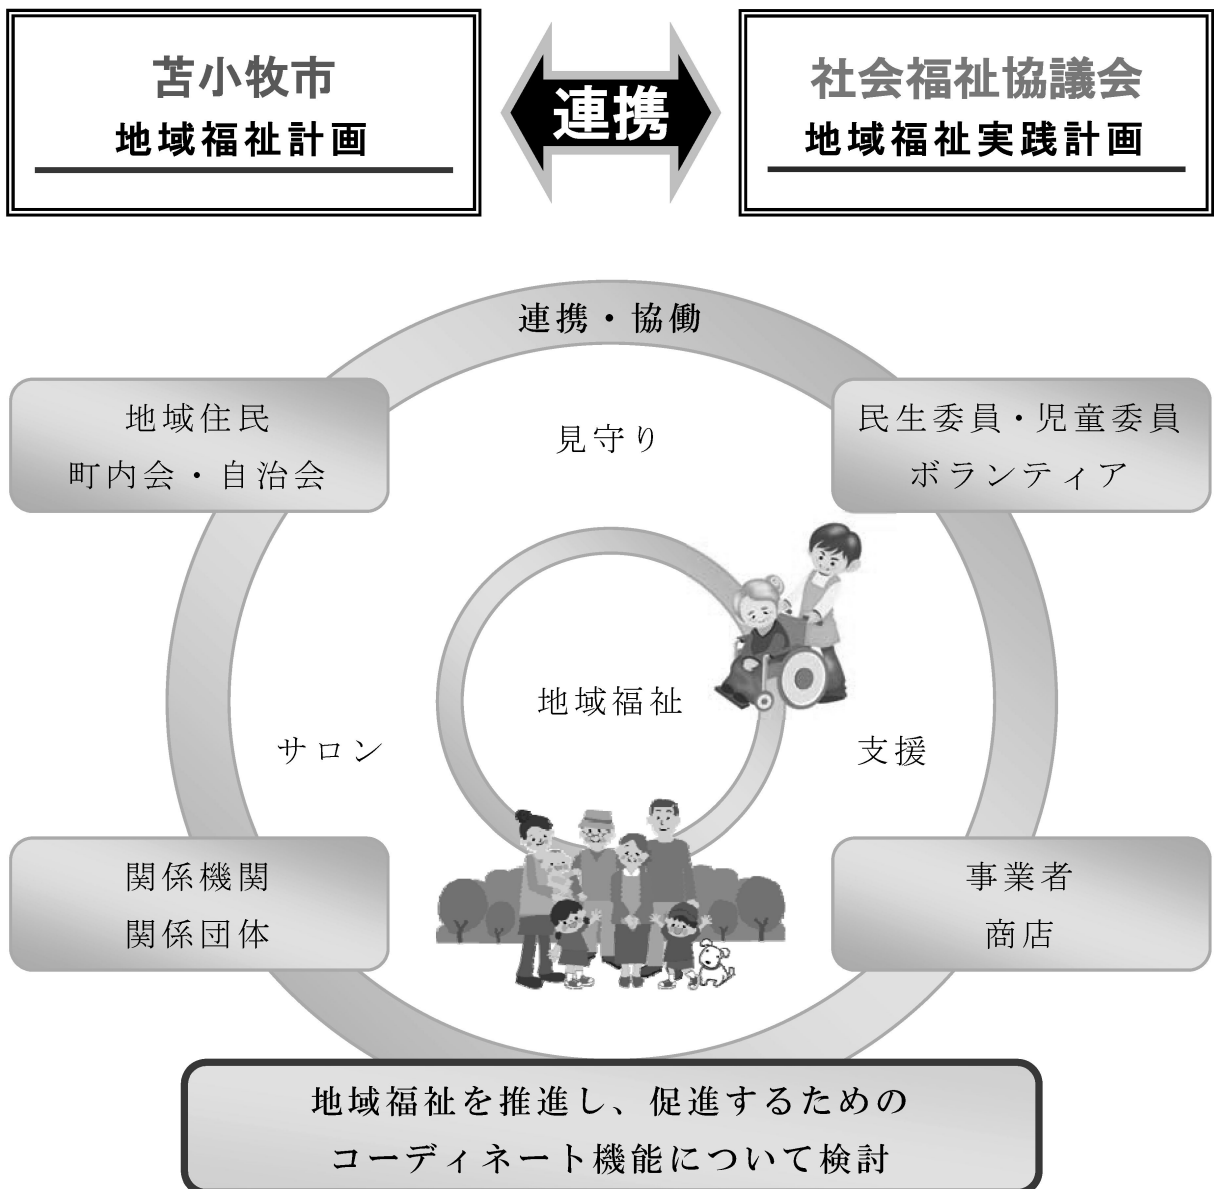 苫小牧市
地域福祉計画
連携
社会福祉協議会
地域福祉実践計画
連携・協働
地域住民
町内会・自治会
見守り
民生委員・児童委員
ボランティア
地域福祉
サロン
支援
関係機関
関係団体
事業者
商店
地域福祉を推進し、促進するための
コーディネート機能について検討